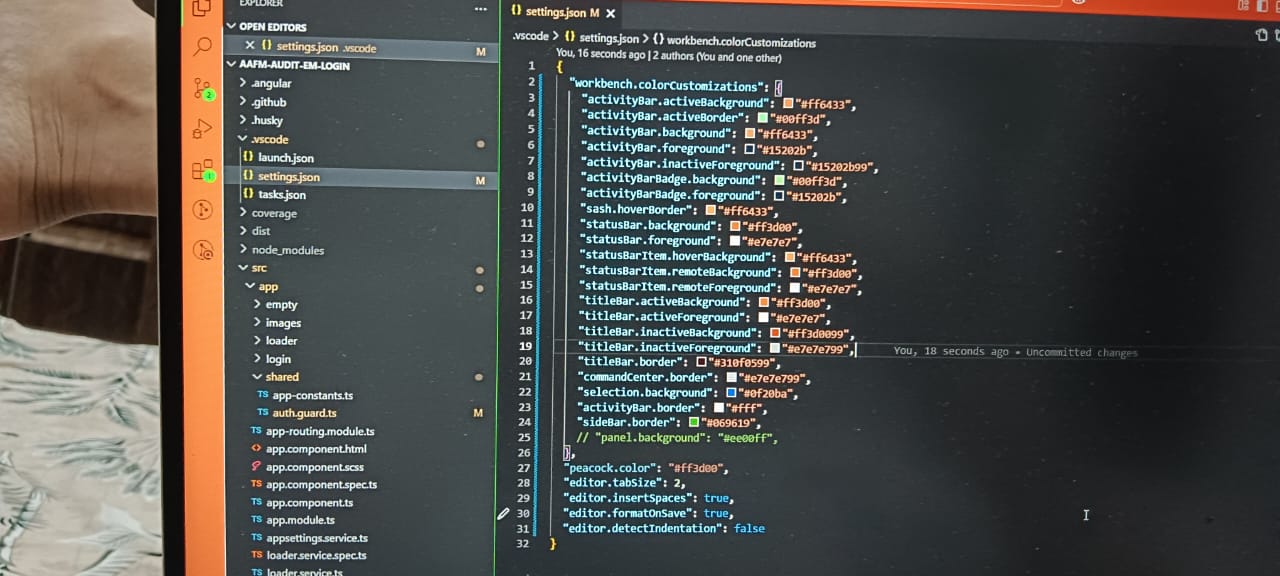 EXPLORER
OPEN EDITORS
{} settings.json .vscode M
AAFM-AUDIT-EM-LOGIN
.angular
.github
.husky
.vscode
{} launch.json
{} settings.json M
{} tasks.json
coverage
dist
node_modules
src
app
empty
images
loader
login
shared
TS app-constants.ts
TS auth.guard.ts M
TS app-routing.module.ts
<> app.component.html
app.component.scss
TS app.component.spec.ts
TS app.component.ts
TS app.module.ts
TS appsettings.service.ts
TS loader.service.spec.ts
TS loader.service.ts
2
1
{} settings.json M
.vscode > {} settings.json > {} workbench.colorCustomizations
You, 16 seconds ago | 2 authors (You and one other)
1 {
2 "workbench.colorCustomizations": {
3 "activityBar.activeBackground": "#ff6433",
4 "activityBar.activeBorder": "#00ff3d",
5 "activityBar.background": "#ff6433",
6 "activityBar.foreground": "#15202b",
7 "activityBar.inactiveForeground": "#15202b99",
8 "activityBarBadge.background": "#00ff3d",
9 "activityBarBadge.foreground": "#15202b",
10 "sash.hoverBorder": "#ff6433",
11 "statusBar.background": "#ff3d00",
12 "statusBar.foreground": "#e7e7e7",
13 "statusBarItem.hoverBackground": "#ff6433",
14 "statusBarItem.remoteBackground": "#ff3d00",
15 "statusBarItem.remoteForeground": "#e7e7e7",
16 "titleBar.activeBackground": "#ff3d00",
17 "titleBar.activeForeground": "#e7e7e7",
18 "titleBar.inactiveBackground": "#ff3d0099",
19 "titleBar.inactiveForeground": "#e7e7e799", You, 18 seconds ago • Uncommitted changes
20 "titleBar.border": "#310f0599",
21 "commandCenter.border": "#e7e7e799",
22 "selection.background": "#0f20ba",
23 "activityBar.border": "#fff",
24 "sideBar.border": "#069619",
25 // "panel.background": "#ee00ff",
26 },
27 "peacock.color": "#ff3d00",
28 "editor.tabSize": 2,
29 "editor.insertSpaces": true,
30 "editor.formatOnSave": true,
31 "editor.detectIndentation": false
32 }